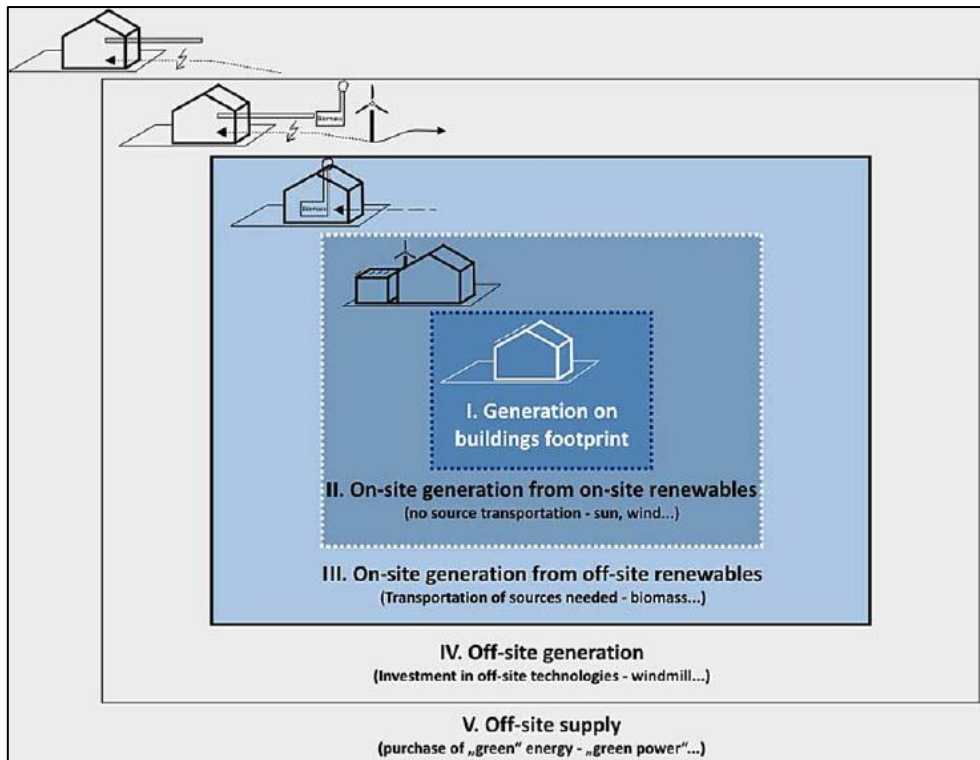 Biomass
Biomass
I. Generation on
buildings footprint
II. On-site generation from on-site renewables
(no source transportation - sun, wind...)
III. On-site generation from off-site renewables
(Transportation of sources needed - biomass...)
IV. Off-site generation
(Investment in off-site technologies - windmill...)
V. Off-site supply
(purchase of „green“ energy - „green power“...)